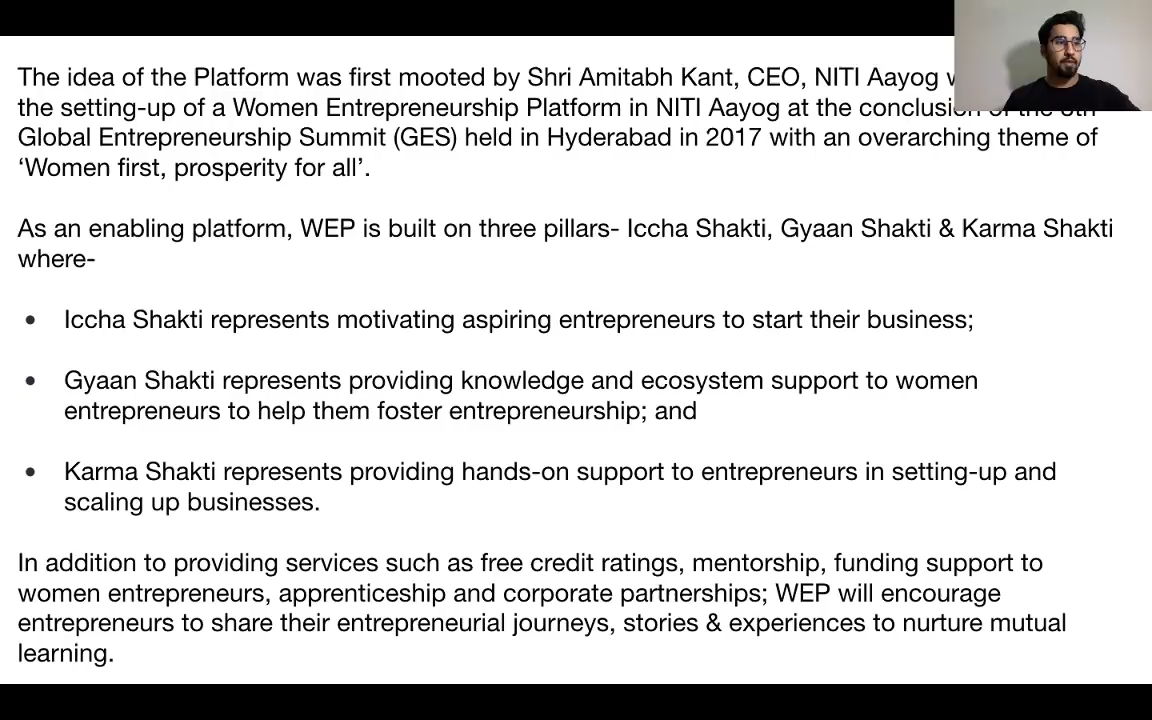 The idea of the Platform was first mooted by Shri Amitabh Kant, CEO, NITI Aayog
the setting-up of a Women Entrepreneurship Platform in NITI Aayog at the conclusion of the
Global Entrepreneurship Summit (GES) held in Hyderabad in 2017 with an overarching theme of
‘Women first, prosperity for all’.
As an enabling platform, WEP is built on three pillars- Iccha Shakti, Gyaan Shakti & Karma Shakti
where-
• Iccha Shakti represents motivating aspiring entrepreneurs to start their business;
• Gyaan Shakti represents providing knowledge and ecosystem support to women
entrepreneurs to help them foster entrepreneurship; and
• Karma Shakti represents providing hands-on support to entrepreneurs in setting-up and
scaling up businesses.
In addition to providing services such as free credit ratings, mentorship, funding support to
women entrepreneurs, apprenticeship and corporate partnerships; WEP will encourage
entrepreneurs to share their entrepreneurial journeys, stories & experiences to nurture mutual
learning.